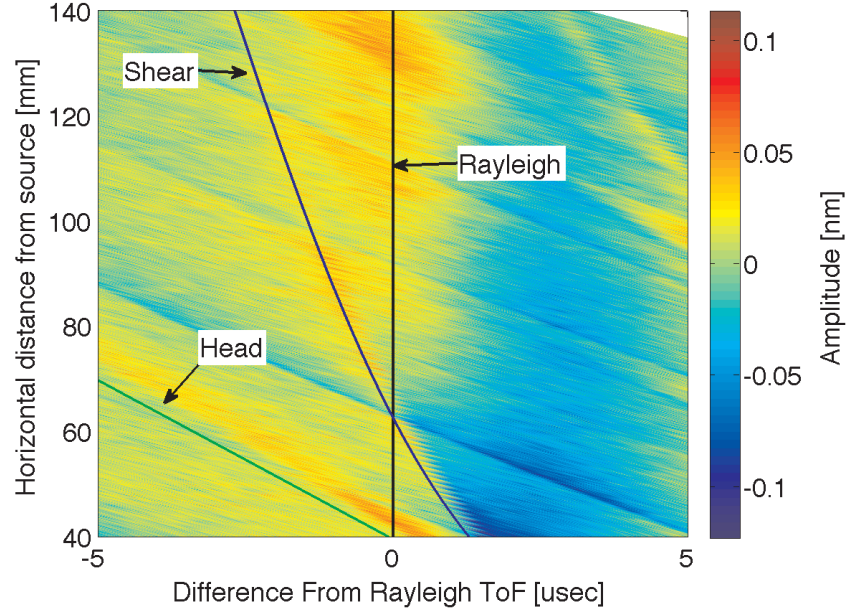 140
120
100
80
60
40
Horizontal distance from source [mm]
Shear
Rayleigh
Head
-5
0
5
Difference From Rayleigh ToF [usec]
0.1
0.05
0
-0.05
-0.1
Amplitude [nm]